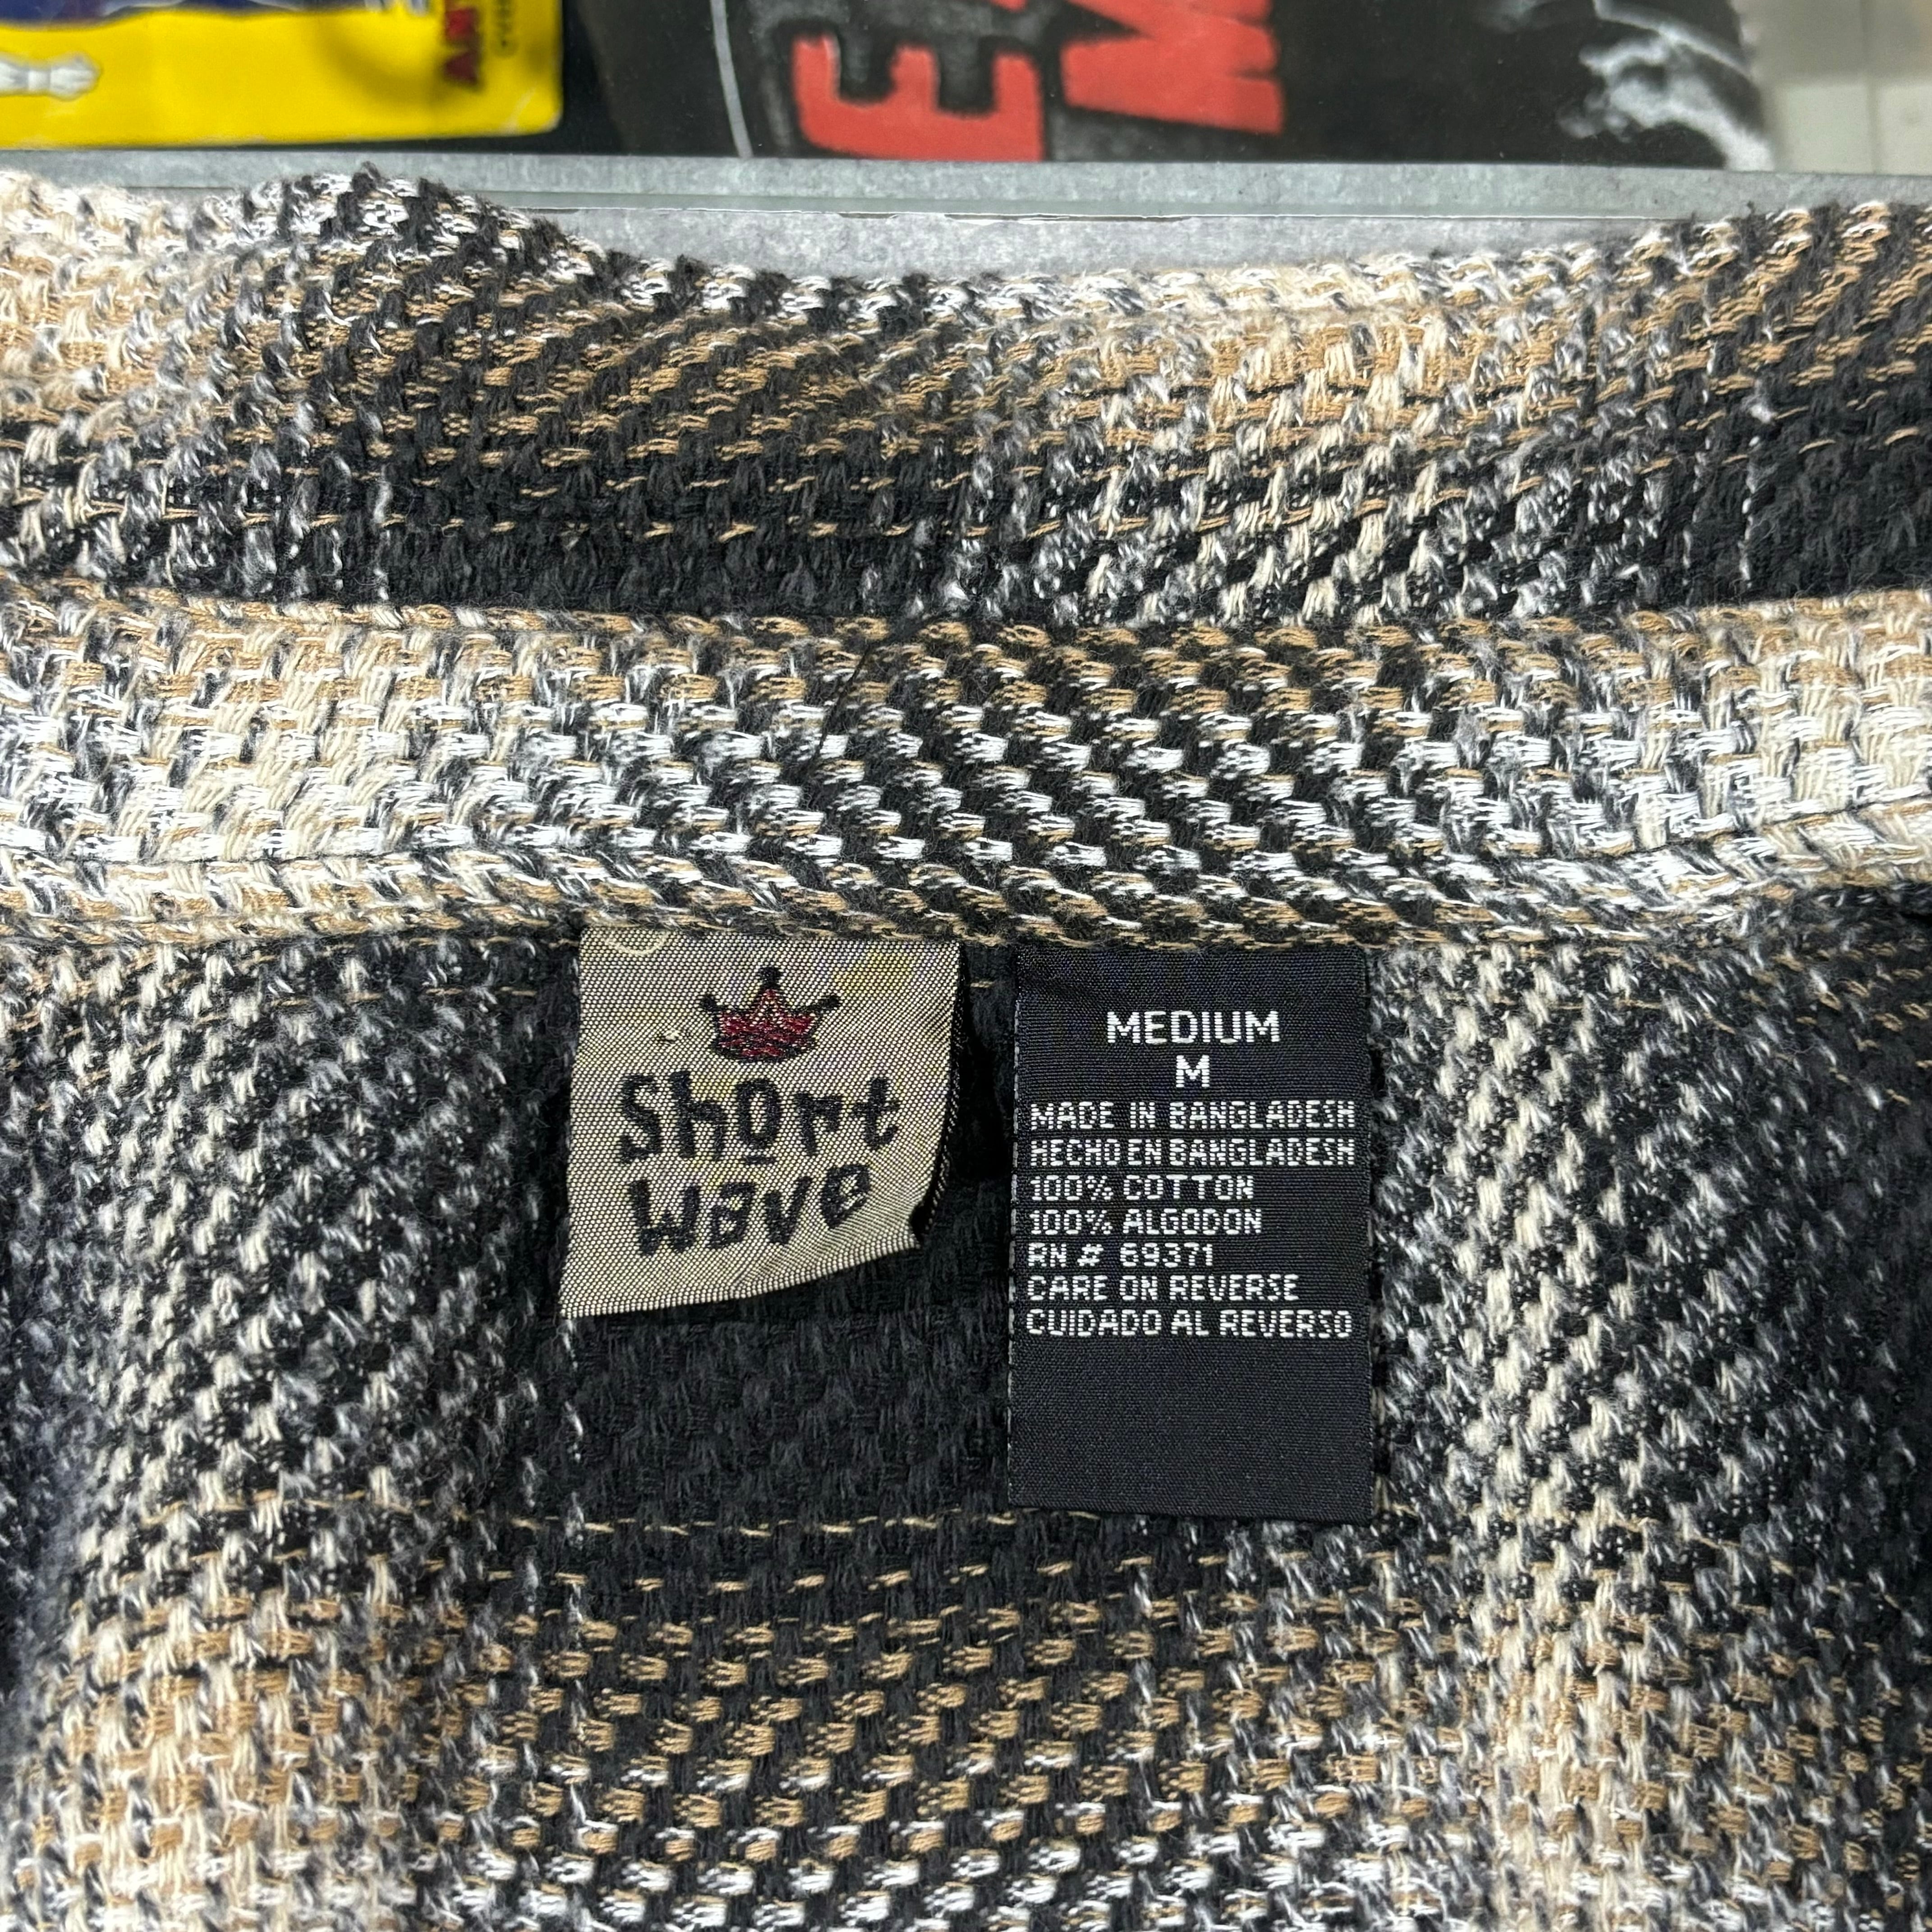 Short
Wave
MEDIUM
M
MADE IN BANGLADESH
HECHO EN BANGLADESH
100% COTTON
100% ALGODON
RN # 69371
CARE ON REVERSE
CUIDADO AL REVERSO